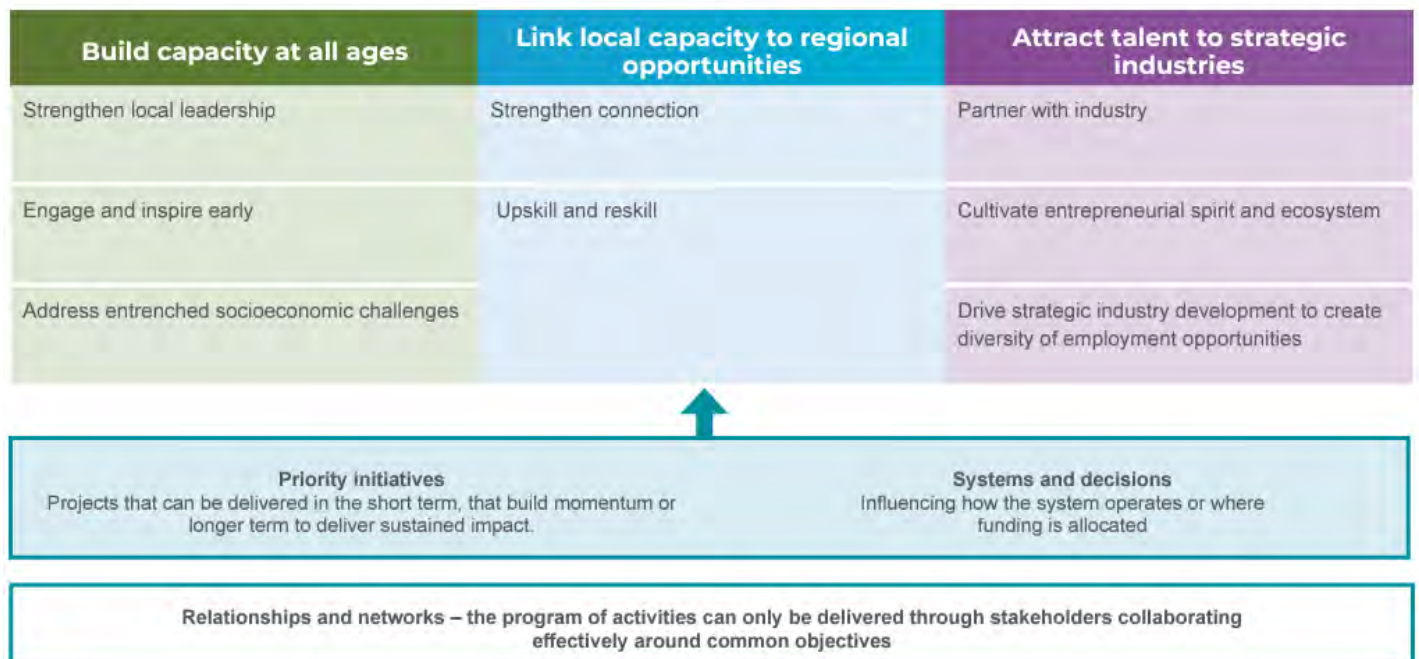 Build capacity at all ages
Link local capacity to regional
opportunities
Attract talent to strategic
industries
Strengthen local leadership
Strengthen connection
Partner with industry
Engage and inspire early
Upskill and reskill
Cultivate entrepreneurial spirit and ecosystem
Address entrenched socioeconomic challenges
Drive strategic industry development to create
diversity of employment opportunities
Priority initiatives
Projects that can be delivered in the short term, that build momentum or
longer term to deliver sustained impact.
Systems and decisions
Influencing how the system operates or where
funding is allocated
Relationships and networks – the program of activities can only be delivered through stakeholders collaborating
effectively around common objectives